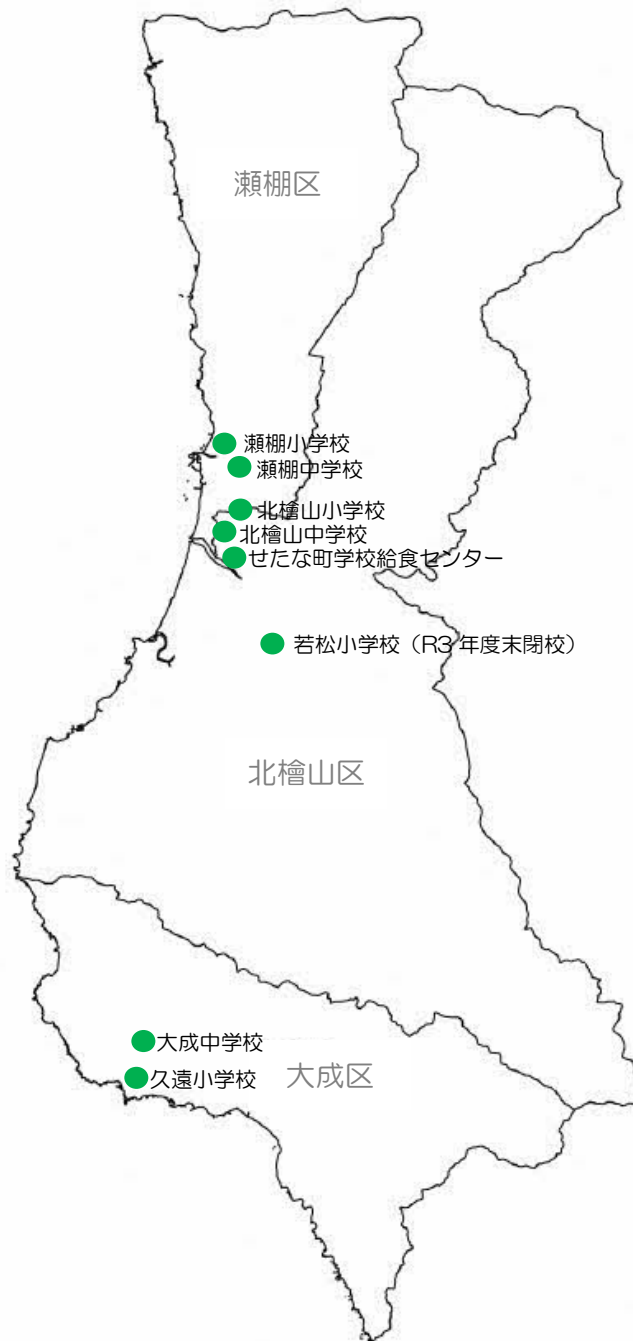 瀬棚区
瀬棚小学校
瀬棚中学校
北檜山小学校
北檜山中学校
せたな町学校給食センター
若松小学校（R3 年度末閉校）
北檜山区
大成中学校
大成区
久遠小学校